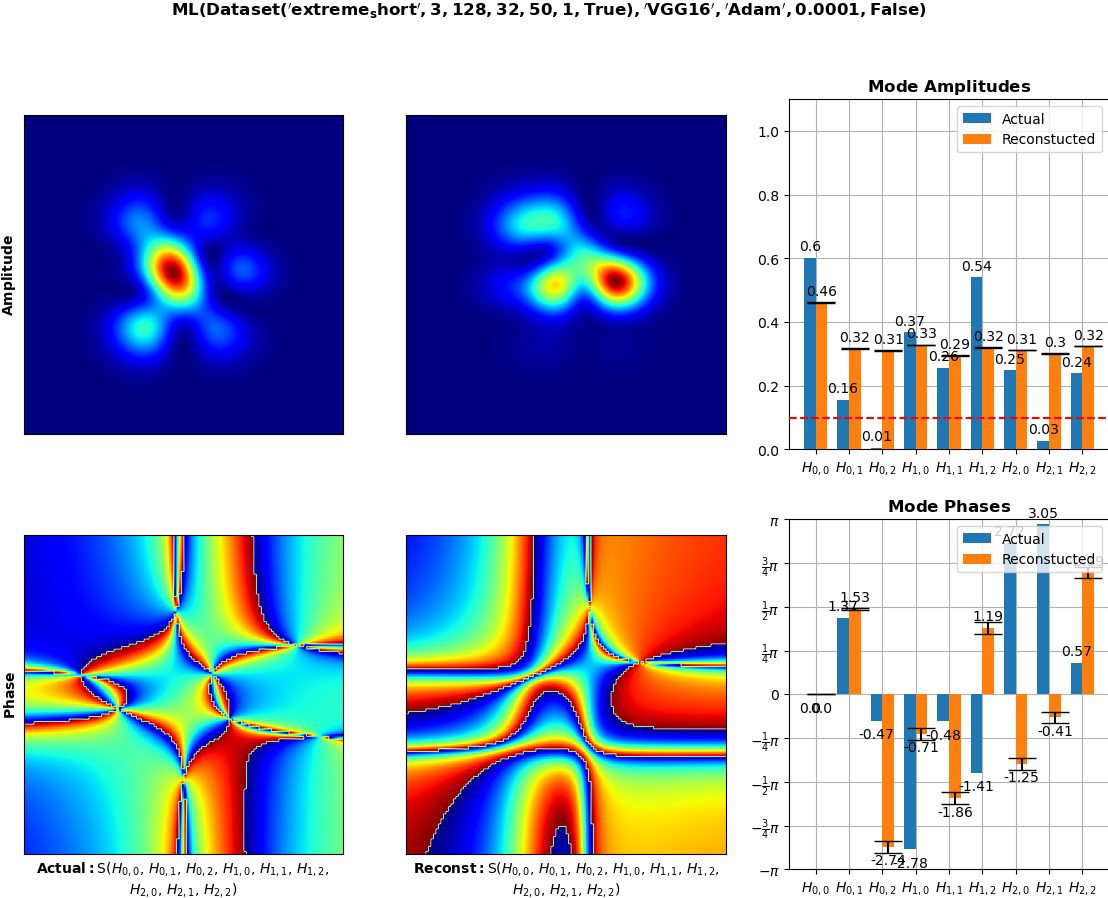 ML(Dataset('extreme_short', 3, 128, 32, 50, 1, True), 'VGG16', 'Adam', 0.0001, False)
Amplitude
Mode Amplitudes
Actual
Reconstucted
1.0
0.8
0.6
0.4
0.2
0.0
0.6
0.46
0.16
0.32
0.01
0.31
0.37
0.33
0.26
0.29
0.54
0.32
0.25
0.31
0.03
0.3
0.24
0.32
H0,0 H0,1 H0,2 H1,0 H1,1 H1,2 H2,0 H2,1 H2,2
Phase
Mode Phases
Actual
Reconstucted
π
3/4π
1/2π
1/4π
0
−1/4π
−1/2π
−3/4π
−π
0.0
0.0
1.37
1.53
-0.47
-2.74
-2.78
-0.71
-0.48
-1.86
-1.41
1.19
2.72
-1.25
3.05
-0.41
0.57
H0,0 H0,1 H0,2 H1,0 H1,1 H1,2 H2,0 H2,1 H2,2
Actual: S(H0,0, H0,1, H0,2, H1,0, H1,1, H1,2,
H2,0, H2,1, H2,2)
Reconst: S(H0,0, H0,1, H0,2, H1,0, H1,1, H1,2,
H2,0, H2,1, H2,2)